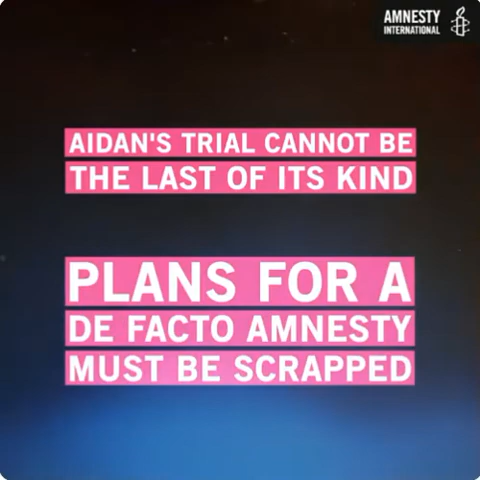 AMNESTY
INTERNATIONAL
AIDAN'S TRIAL CANNOT BE
THE LAST OF ITS KIND
PLANS FOR A
DE FACTO AMNESTY
MUST BE SCRAPPED